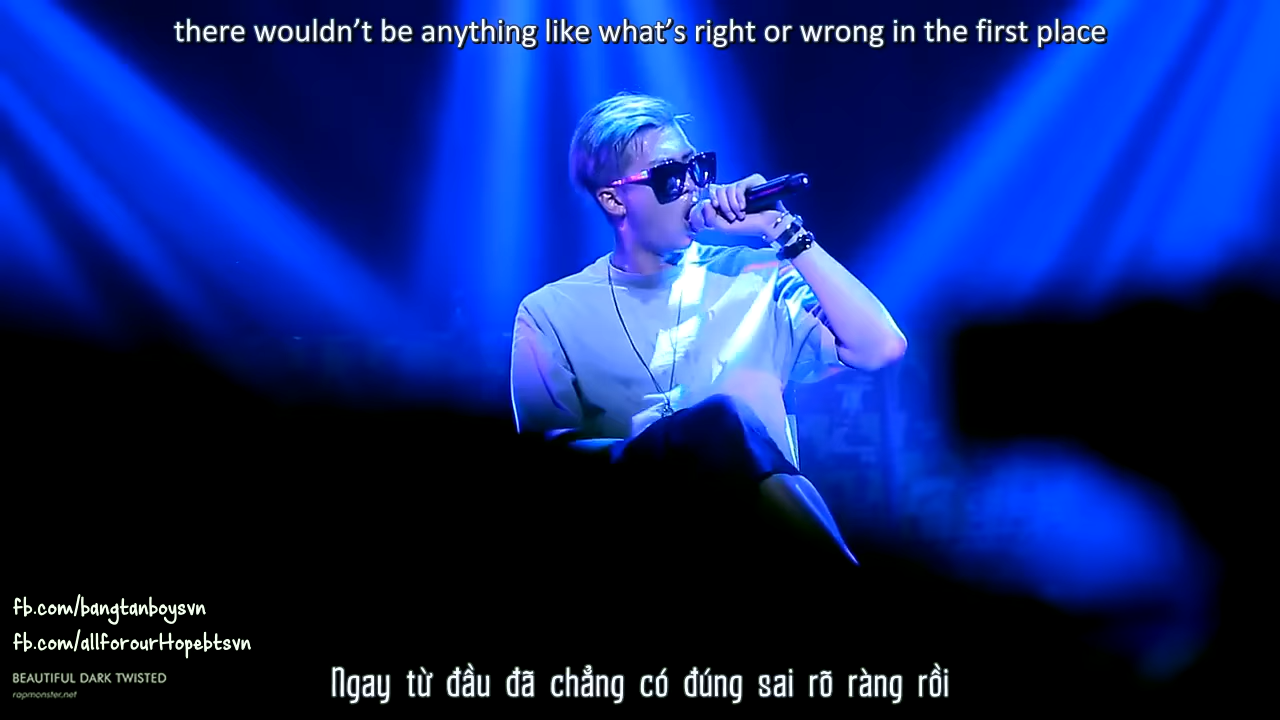 there wouldn’t be anything like what’s right or wrong in the first place
fb.com/bangtanboysvn
fb.com/allforourHopebtsvn
BEAUTIFUL DARK TWISTED
rapmonster.net
Ngay từ đầu đã chẳng có đúng sai rõ ràng rồi